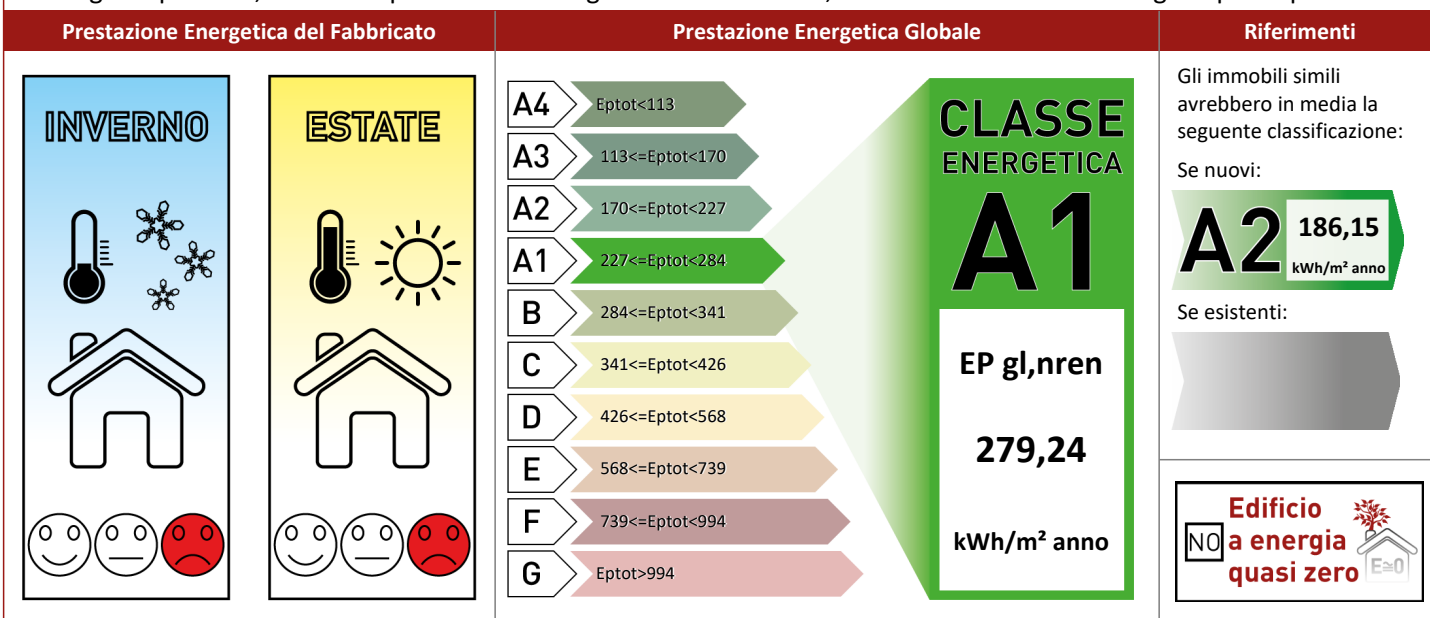 Prestazione Energetica del Fabbricato
Prestazione Energetica Globale
Riferimenti
INVERNO
ESTATE
A4 Eptot<113
A3 113<=Eptot<170
A2 170<=Eptot<227
A1 227<=Eptot<284
B 284<=Eptot<341
C 341<=Eptot<426
D 426<=Eptot<568
E 568<=Eptot<739
F 739<=Eptot<994
G Eptot>994
CLASSE
ENERGETICA
A1
EP gl,nren
279,24
kWh/m² anno
Gli immobili simili
avrebbero in media la
seguente classificazione:
Se nuovi:
A2
186,15
kWh/m² anno
Se esistenti:
NO
Edificio
a energia
quasi zero
E≅0